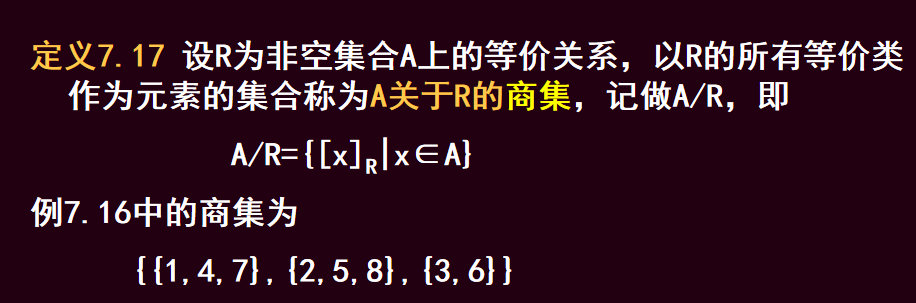 定义7.17 设R为非空集合A上的等价关系，以R的所有等价类
作为元素的集合称为A关于R的商集，记做A/R，即
A/R={[x]R|x∈A}
例7.16中的商集为
{{1,4,7},{2,5,8},{3,6}}